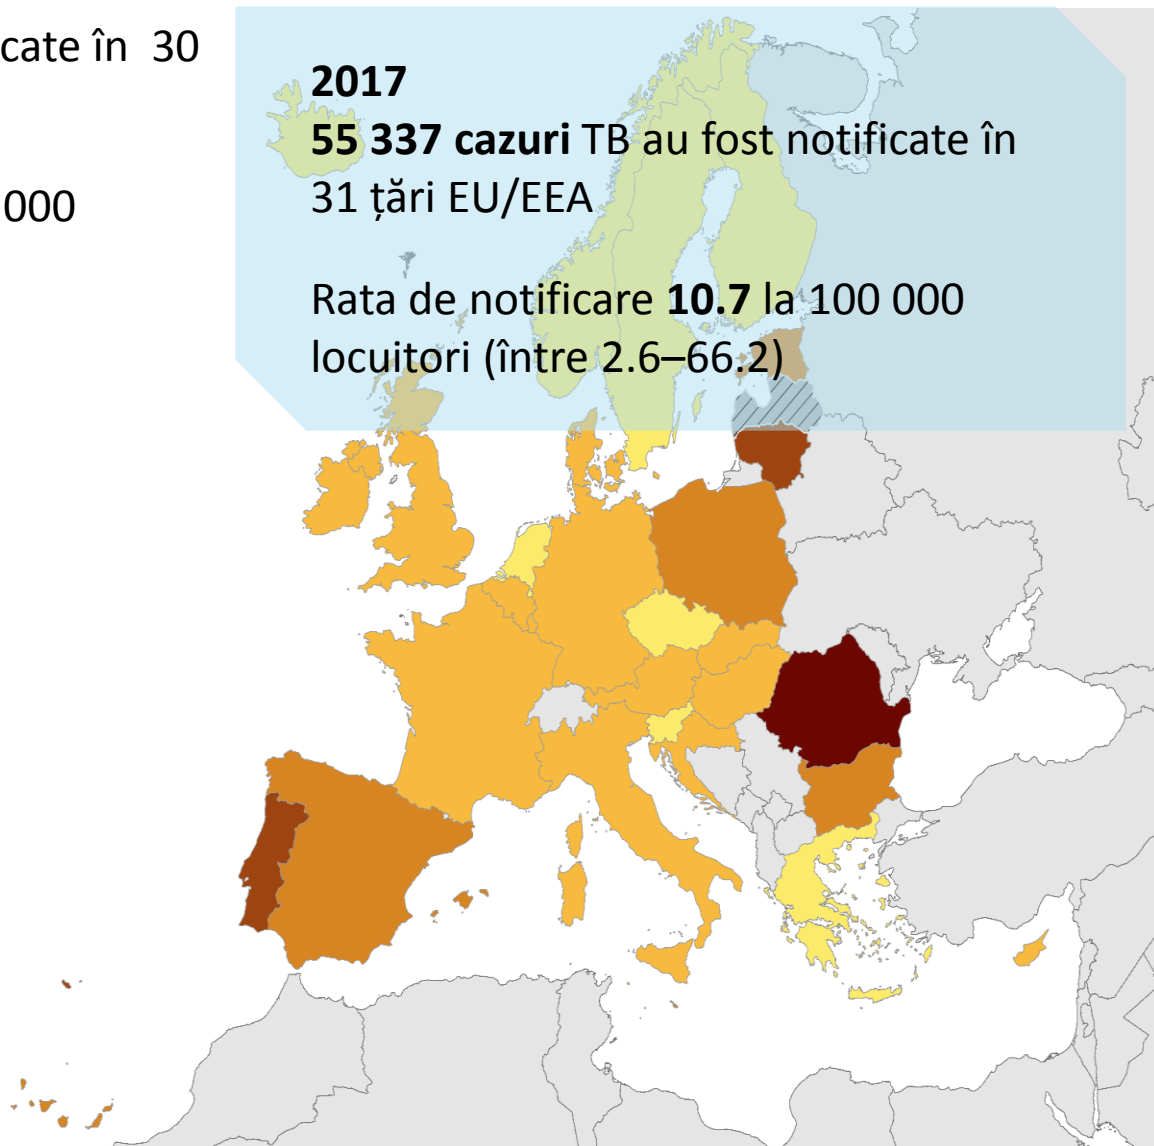 cate în 30
000
2017
55 337 cazuri TB au fost notificate în
31 țări EU/EEA
Rata de notificare 10.7 la 100 000
locuitori (între 2.6–66.2)